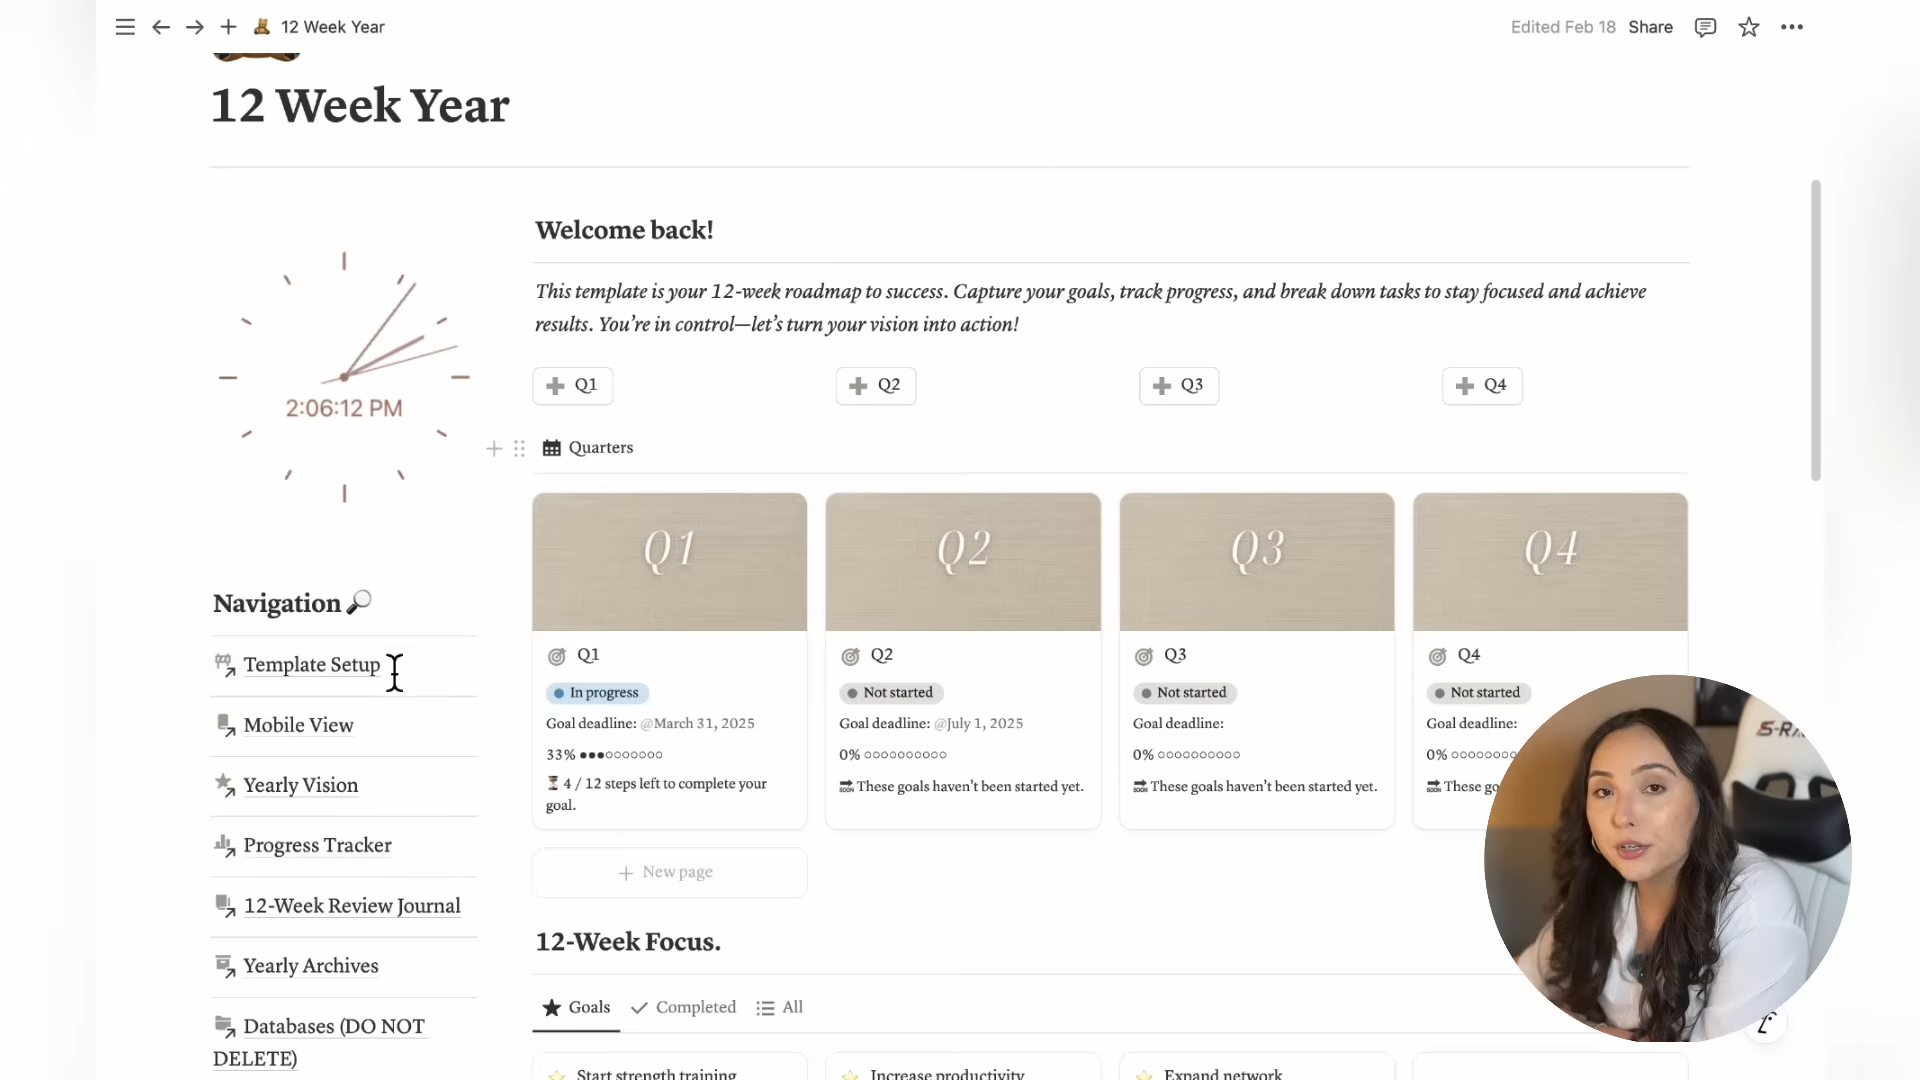 12 Week Year
Edited Feb 18
Share
12 Week Year
Welcome back!
This template is your 12-week roadmap to success. Capture your goals, track progress, and break down tasks to stay focused and achieve
results. You're in control—let's turn your vision into action!
Q1
Q2
Q3
Q4
2:06:12 PM
Quarters
Q1
Q2
Q3
Q4
Q1
In progress
Goal deadline: @March 31, 2025
33%
4 / 12 steps left to complete your
goal.
Q2
Not started
Goal deadline: @July 1, 2025
0%
These goals haven't been started yet.
Q3
Not started
Goal deadline:
0%
These goals haven't been started yet.
Q4
Not started
Goal deadline:
0%
These go
New page
Navigation
Template Setup
Mobile View
Yearly Vision
Progress Tracker
12-Week Review Journal
Yearly Archives
Databases (DO NOT
DELETE)
12-Week Focus.
Goals
Completed
All
Start strength training
Increase productivity
Expand network